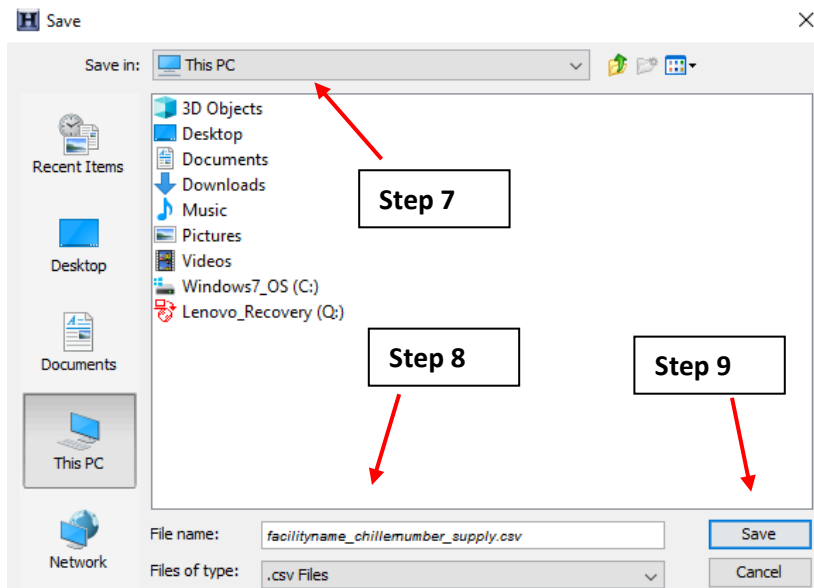 Save
Save in: This PC
3D Objects
Desktop
Documents
Downloads
Music
Pictures
Videos
Windows7_OS (C:)
Lenovo_Recovery (Q:)
Recent Items
Desktop
Documents
This PC
Network
Step 7
Step 8
Step 9
File name: facilityname_chillernumber_supply.csv
Save
Files of type: .csv Files
Cancel